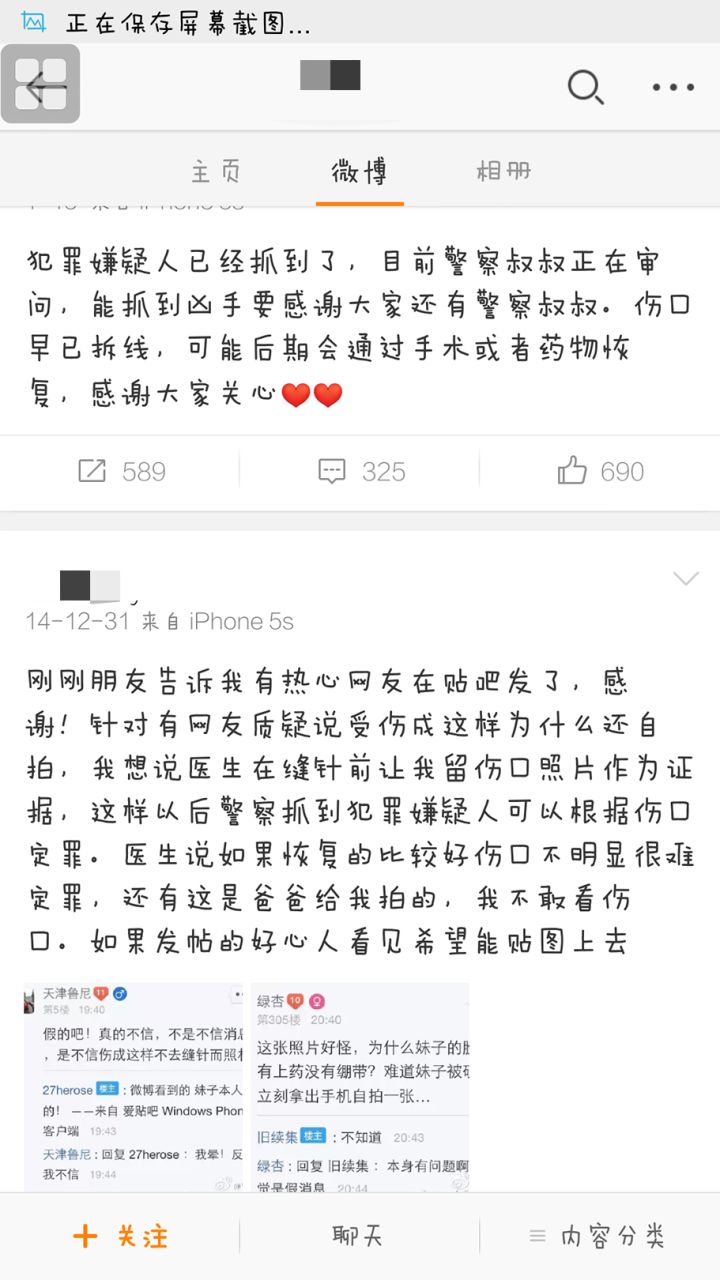 正在保存屏幕截图...
主页 微博 相册
犯罪嫌疑人已经抓到了，目前警察叔叔正在审
问，能抓到凶手要感谢大家还有警察叔叔。伤口
早已拆线，可能后期会通过手术或者药物恢
复，感谢大家关心❤️❤️
589 325 690
14-12-31 来自 iPhone 5s
刚刚朋友告诉我有热心网友在贴吧发了，感
谢！针对有网友质疑说受伤成这样为什么还自
拍，我想说医生在缝针前让我留伤口照片作为证
据，这样以后警察抓到犯罪嫌疑人可以根据伤口
定罪。医生说如果恢复的比较好伤口不明显很难
定罪，还有这是爸爸给我拍的，我不敢看伤
口。如果发帖的好心人看见希望能贴图上去
天津鲁尼 11
第5楼 19:40
假的吧！真的不信，不是不信消
，是不信伤成这样不去缝针而照
27herose 楼主：微博看到的 妹子本人
的！ ——来自 爱贴吧 Windows Phon
客户端 19:43
天津鲁尼：回复 27herose ：我晕！反
我不信 19:44
绿杏 10
第305楼 20:40
这张照片好怪，为什么妹子的
有上药没有绷带？难道妹子被
立刻拿出手机自拍一张...
旧续集 楼主：不知道 20:43
绿杏：回复 旧续集 ：本身有问题啊
觉是假消息 20:44
+ 关注 聊天 内容分类